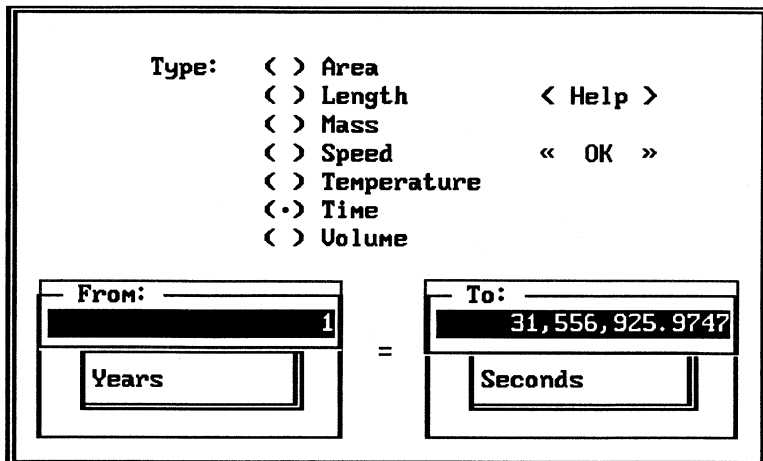 Type: ( ) Area
( ) Length < Help >
( ) Mass
( ) Speed « OK »
( ) Temperature
(·) Time
( ) Volume
From: To:
1 = 31,556,925.9747
Years Seconds